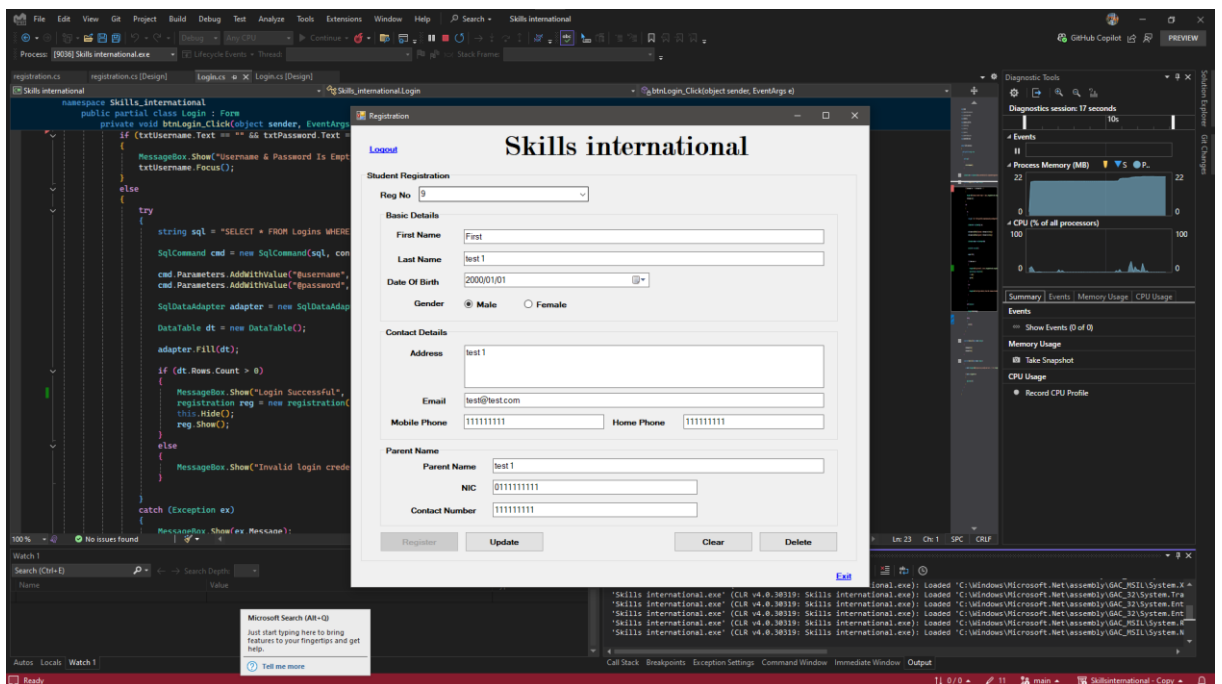 File Edit View Git Project Build Debug Test Analyze Tools Extensions Window Help Search Skills international
Debug Any CPU Continue GitHub Copilot PREVIEW
Process: [9036] Skills international.exe Lifecycle Events Thread: Stack Frame:
registration.cs registration.cs [Design] Login.cs Login.cs [Design]
Skills international Skills_international.Login btnLogin_Click(object sender, EventArgs e)
namespace Skills_international
public partial class Login : Form
private void btnLogin_Click(object sender, EventArgs
if (txtUsername.Text == "" && txtPassword.Text =
{
MessageBox.Show("Username & Password Is Empt
txtUsername.Focus();
}
else
{
try
{
string sql = "SELECT * FROM Logins WHERE
SqlCommand cmd = new SqlCommand(sql, con
cmd.Parameters.AddWithValue("@username",
cmd.Parameters.AddWithValue("@password",
SqlDataAdapter adapter = new SqlDataAdap
DataTable dt = new DataTable();
adapter.Fill(dt);
if (dt.Rows.Count > 0)
{
MessageBox.Show("Login Successful",
registration reg = new registration(
this.Hide();
reg.Show();
}
else
{
MessageBox.Show("Invalid login crede
}
}
catch (Exception ex)
{
MessageBox.Show(ex.Message);
100 % No issues found Ln: 23 Ch: 1 SPC CRLF
Registration
Logout Skills international
Student Registration
Reg No 9
Basic Details
First Name First
Last Name test 1
Date Of Birth 2000/01/01
Gender Male Female
Contact Details
Address test 1
Email test@test.com
Mobile Phone 111111111 Home Phone 111111111
Parent Name
Parent Name test 1
NIC 0111111111
Contact Number 111111111
Register Update Clear Delete
Exit
Diagnostic Tools
Diagnostics session: 17 seconds
10s
Events
Process Memory (MB) S P...
22 22
0 0
CPU (% of all processors)
100 100
0 0
Summary Events Memory Usage CPU Usage
Events
Show Events (0 of 0)
Memory Usage
Take Snapshot
CPU Usage
Record CPU Profile
Solution Explorer
Git Changes
Watch 1
Search (Ctrl+E) Search Depth:
Name Value
Microsoft Search (Alt+Q)
Just start typing here to bring
features to your fingertips and get
help.
Tell me more
Autos Locals Watch 1
ional.exe): Loaded 'C:\Windows\Microsoft.Net\assembly\GAC_MSIL\System.X
'Skills international.exe' (CLR v4.0.30319: Skills international.exe): Loaded 'C:\Windows\Microsoft.Net\assembly\GAC_32\System.Tra
'Skills international.exe' (CLR v4.0.30319: Skills international.exe): Loaded 'C:\Windows\Microsoft.Net\assembly\GAC_32\System.Ent
'Skills international.exe' (CLR v4.0.30319: Skills international.exe): Loaded 'C:\Windows\Microsoft.Net\assembly\GAC_32\System.Ent
'Skills international.exe' (CLR v4.0.30319: Skills international.exe): Loaded 'C:\Windows\Microsoft.Net\assembly\GAC_MSIL\System.
'Skills international.exe' (CLR v4.0.30319: Skills international.exe): Loaded 'C:\Windows\Microsoft.Net\assembly\GAC_MSIL\System.N
Call Stack Breakpoints Exception Settings Command Window Immediate Window Output
Ready 0 / 0 11 main Skillsinternational - Copy